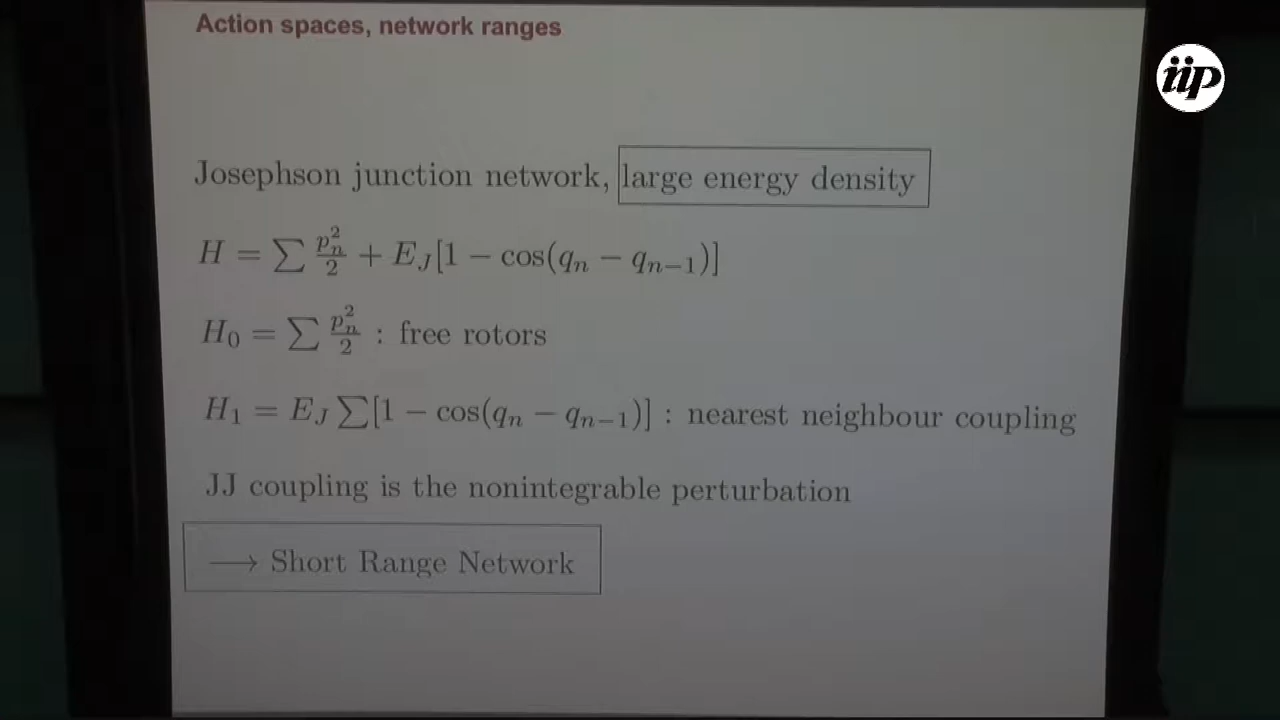 Action spaces, network ranges
iip
Josephson junction network, large energy density
H = ∑ p_n^2/2 + E_J[1 − cos(q_n − q_{n−1})]
H_0 = ∑ p_n^2/2 : free rotors
H_1 = E_J ∑[1 − cos(q_n − q_{n−1})] : nearest neighbour coupling
JJ coupling is the nonintegrable perturbation
⟶ Short Range Network